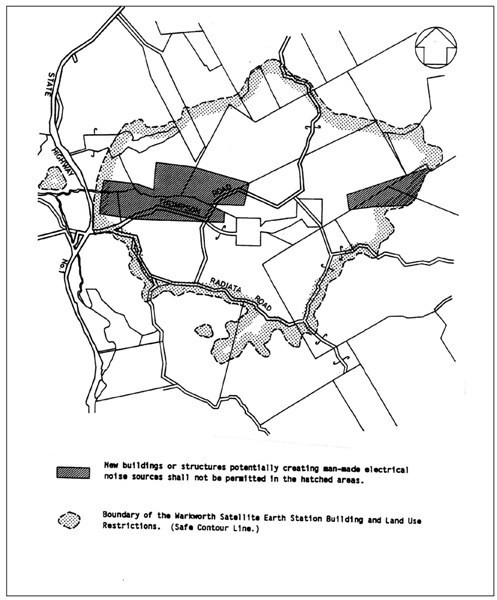 STATE
HIGHWAY
No.1
THOMPSON ROAD
RADIATA ROAD
New buildings or structures potentially creating man-made electrical
noise sources shall not be permitted in the hatched areas.
Boundary of the Warkworth Satellite Earth Station Building and Land Use
Restrictions. (Safe Contour Line.)